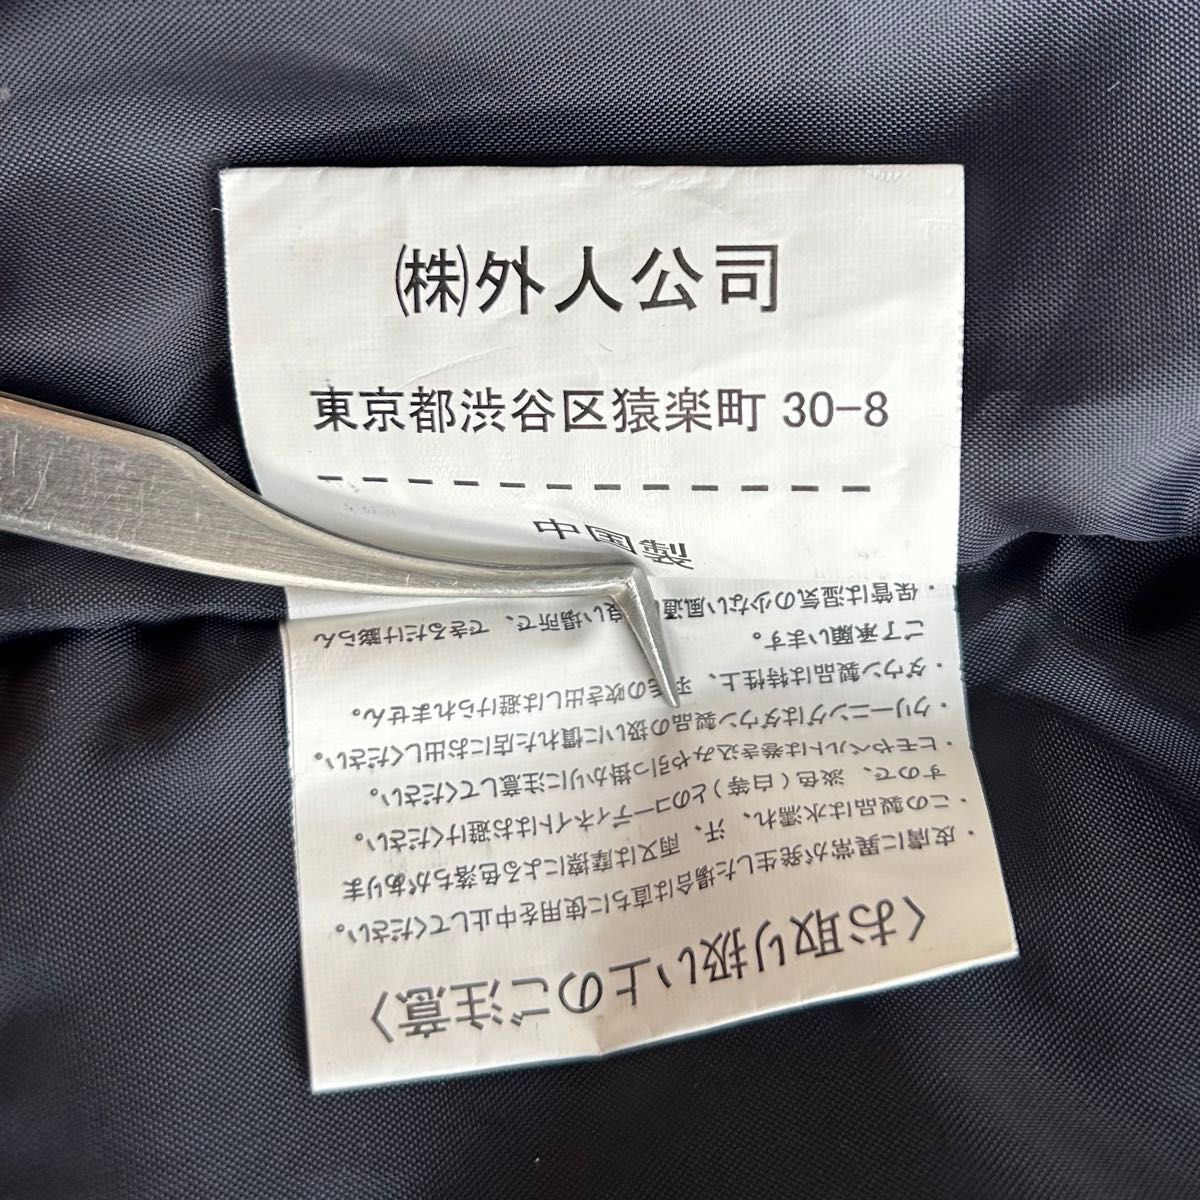 ㈱外人公司
東京都渋谷区猿楽町 30-8
中国製
〈お取り扱い上のご注意〉
・皮膚に異常が発生した場合は直ちに使用を中止してください。
・この製品は水濡れ、汗、雨又は摩擦による色落ちがありま
すので、淡色(白等)とのコーディネイトはお避けください。
・ヒモやベルトは巻き込みや引っ掛かりに注意してください。
・クリーニングはダウン製品の扱いに慣れた店にお出しください。
・ダウン製品は特性上、羽毛の吹き出しは避けられません。
ご了承願います。
・保管は湿気の少ない風通 良い場所で、できるだけ膨らん